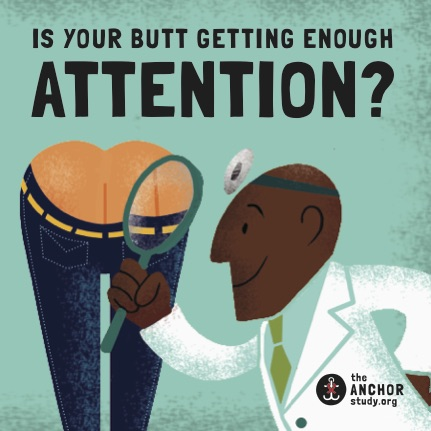 IS YOUR BUTT GETTING ENOUGH
ATTENTION?
the
ANCHOR
study.org